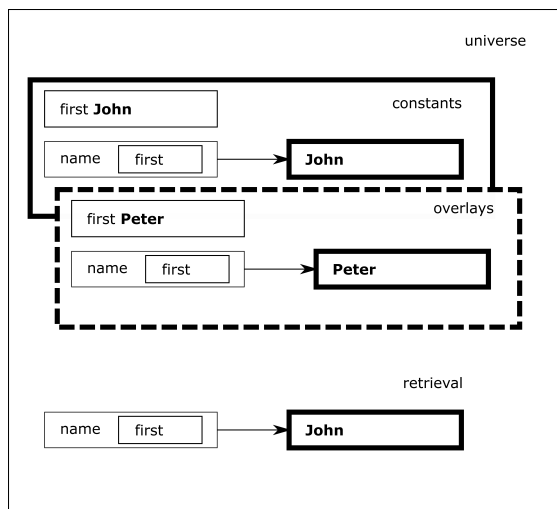 universe
constants
first John
name first John
overlays
first Peter
name first Peter
retrieval
name first John